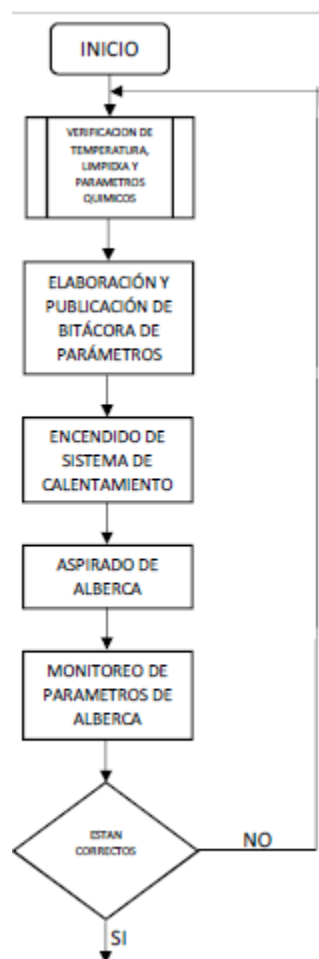 INICIO
VERIFICACION DE
TEMPERATURA,
LIMPIEXA Y
PARAMETROS
QUIMICOS
ELABORACIÓN Y
PUBLICACIÓN DE
BITÁCORA DE
PARÁMETROS
ENCENDIDO DE
SISTEMA DE
CALENTAMIENTO
ASPIRADO DE
ALBERCA
MONITOREO DE
PARAMETROS DE
ALBERCA
ESTAN
CORRECTOS
NO
SI